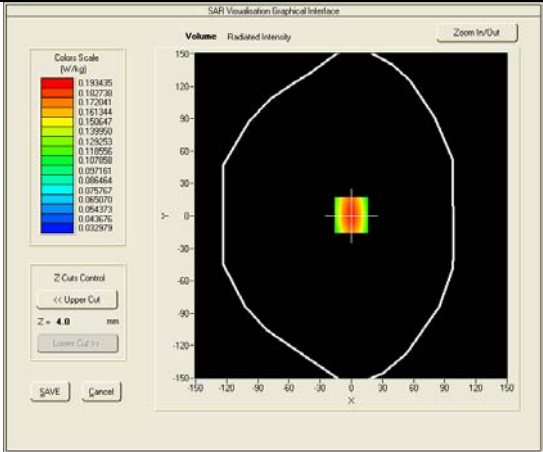 SAR Visualisation Graphical Interface
Volume Radiated Intensity
Zoom In/Out
Colors Scale
(W/kg)
0.193435
0.182738
0.172041
0.161344
0.150647
0.139950
0.129253
0.118556
0.107858
0.097161
0.086464
0.075767
0.065070
0.054373
0.043676
0.032979
Z-Cuts Control
<< Upper Cut
Z = 4.0 mm
Lower Cut >>
SAVE Cancel
150
120
90
60
30
0
-30
-60
-90
-120
-150
Y
-150 -120 -90 -60 -30 0 30 60 90 120 150
X